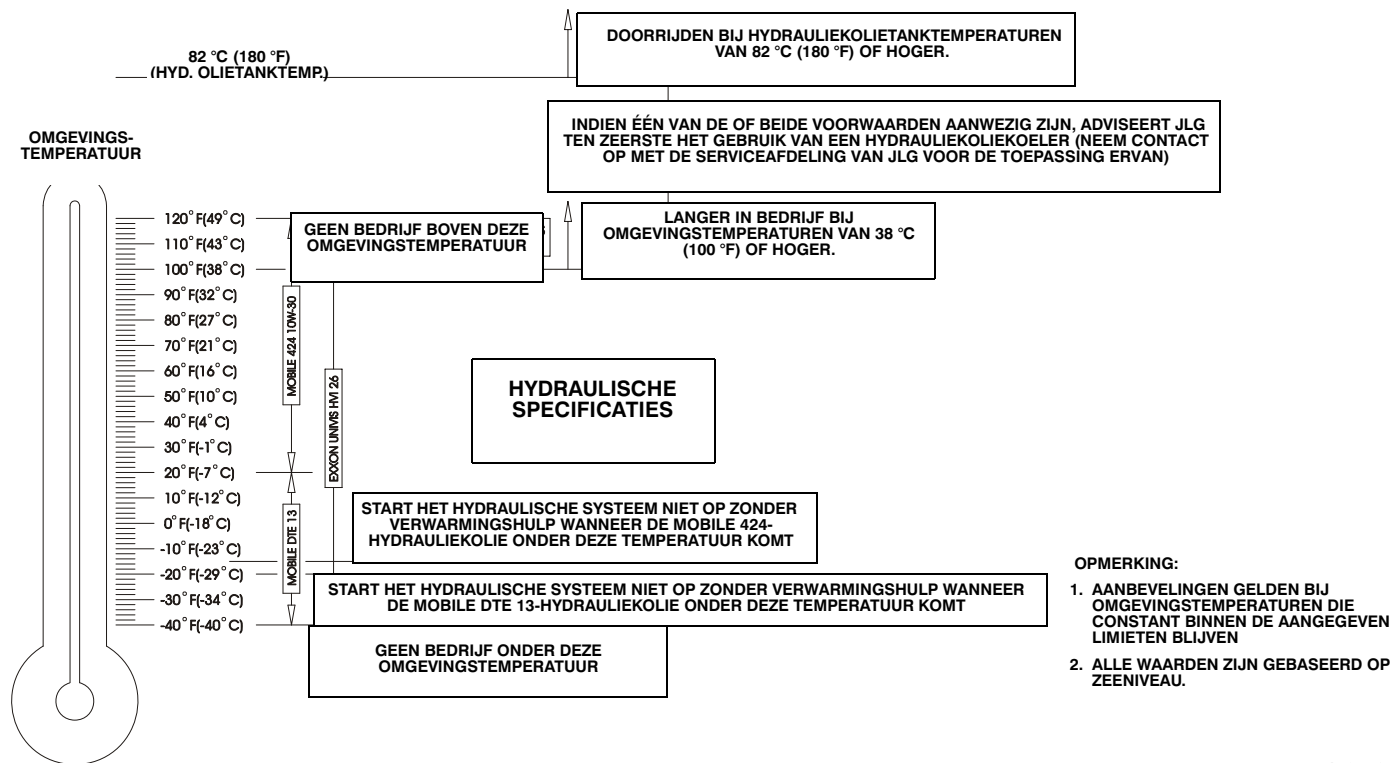 82 °C (180 °F)
(HYD. OLIETANKTEMP.)
DOORRIJDEN BIJ HYDRAULIEKOLIETANKTEMPERATUREN
VAN 82 °C (180 °F) OF HOGER.
INDIEN ÉÉN VAN DE OF BEIDE VOORWAARDEN AANWEZIG ZIJN, ADVISEERT JLG
TEN ZEERSTE HET GEBRUIK VAN EEN HYDRAULIEKOLIEKOELER (NEEM CONTACT
OP MET DE SERVICEAFDELING VAN JLG VOOR DE TOEPASSING ERVAN)
OMGEVINGS-
TEMPERATUUR
120°F(49°C)
110°F(43°C)
100°F(38°C)
90°F(32°C)
80°F(27°C)
70°F(21°C)
60°F(16°C)
50°F(10°C)
40°F(4°C)
30°F(-1°C)
20°F(-7°C)
10°F(-12°C)
0°F(-18°C)
-10°F(-23°C)
-20°F(-29°C)
-30°F(-34°C)
-40°F(-40°C)
GEEN BEDRIJF BOVEN DEZE
OMGEVINGSTEMPERATUUR
LANGER IN BEDRIJF BIJ
OMGEVINGSTEMPERATUREN VAN 38 °C
(100 °F) OF HOGER.
MOBILE 424 10W-30
MOBILE DTE 13
EXXON UNIVIS HVI 26
HYDRAULISCHE
SPECIFICATIES
START HET HYDRAULISCHE SYSTEEM NIET OP ZONDER
VERWARMINGSHULP WANNEER DE MOBILE 424-
HYDRAULIEKOLIE ONDER DEZE TEMPERATUUR KOMT
START HET HYDRAULISCHE SYSTEEM NIET OP ZONDER VERWARMINGSHULP WANNEER
DE MOBILE DTE 13-HYDRAULIEKOLIE ONDER DEZE TEMPERATUUR KOMT
GEEN BEDRIJF ONDER DEZE
OMGEVINGSTEMPERATUUR
OPMERKING:
1. AANBEVELINGEN GELDEN BIJ
OMGEVINGSTEMPERATUREN DIE
CONSTANT BINNEN DE AANGEGEVEN
LIMIETEN BLIJVEN
2. ALLE WAARDEN ZIJN GEBASEERD OP
ZEENIVEAU.